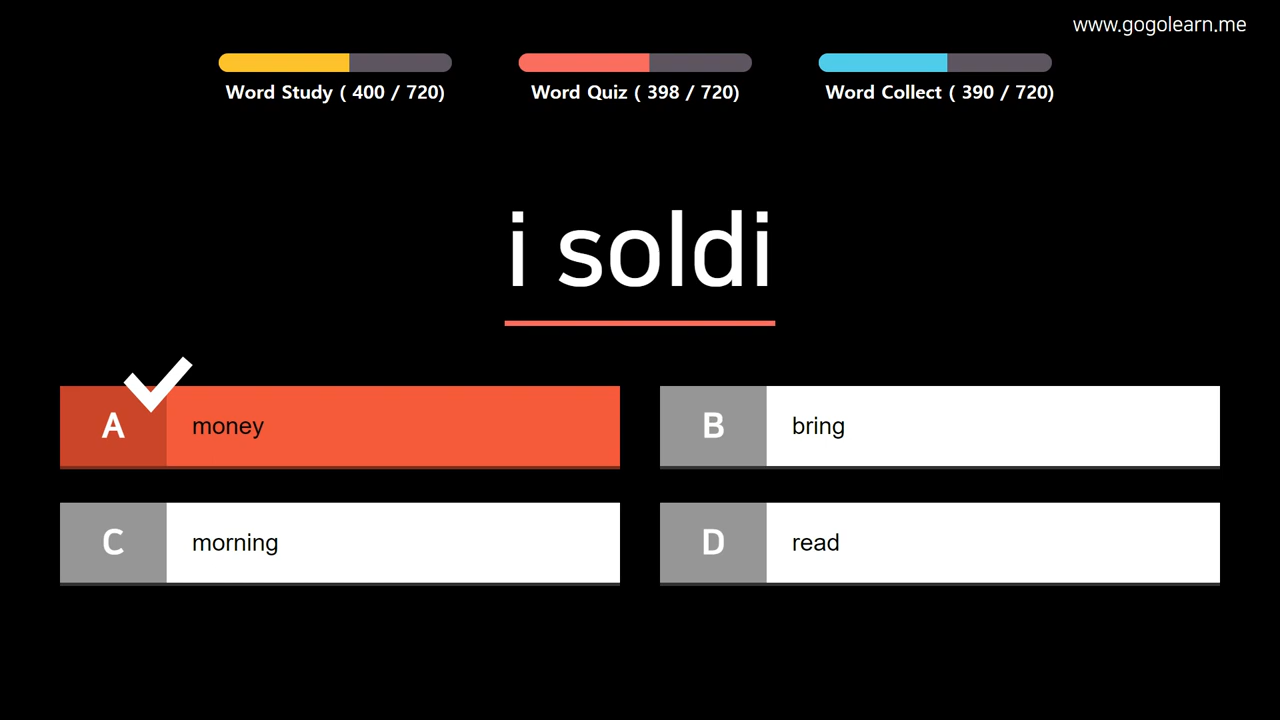 www.gogolearn.me
Word Study ( 400 / 720)
Word Quiz ( 398 / 720)
Word Collect ( 390 / 720)
i soldi
A money
B bring
C morning
D read